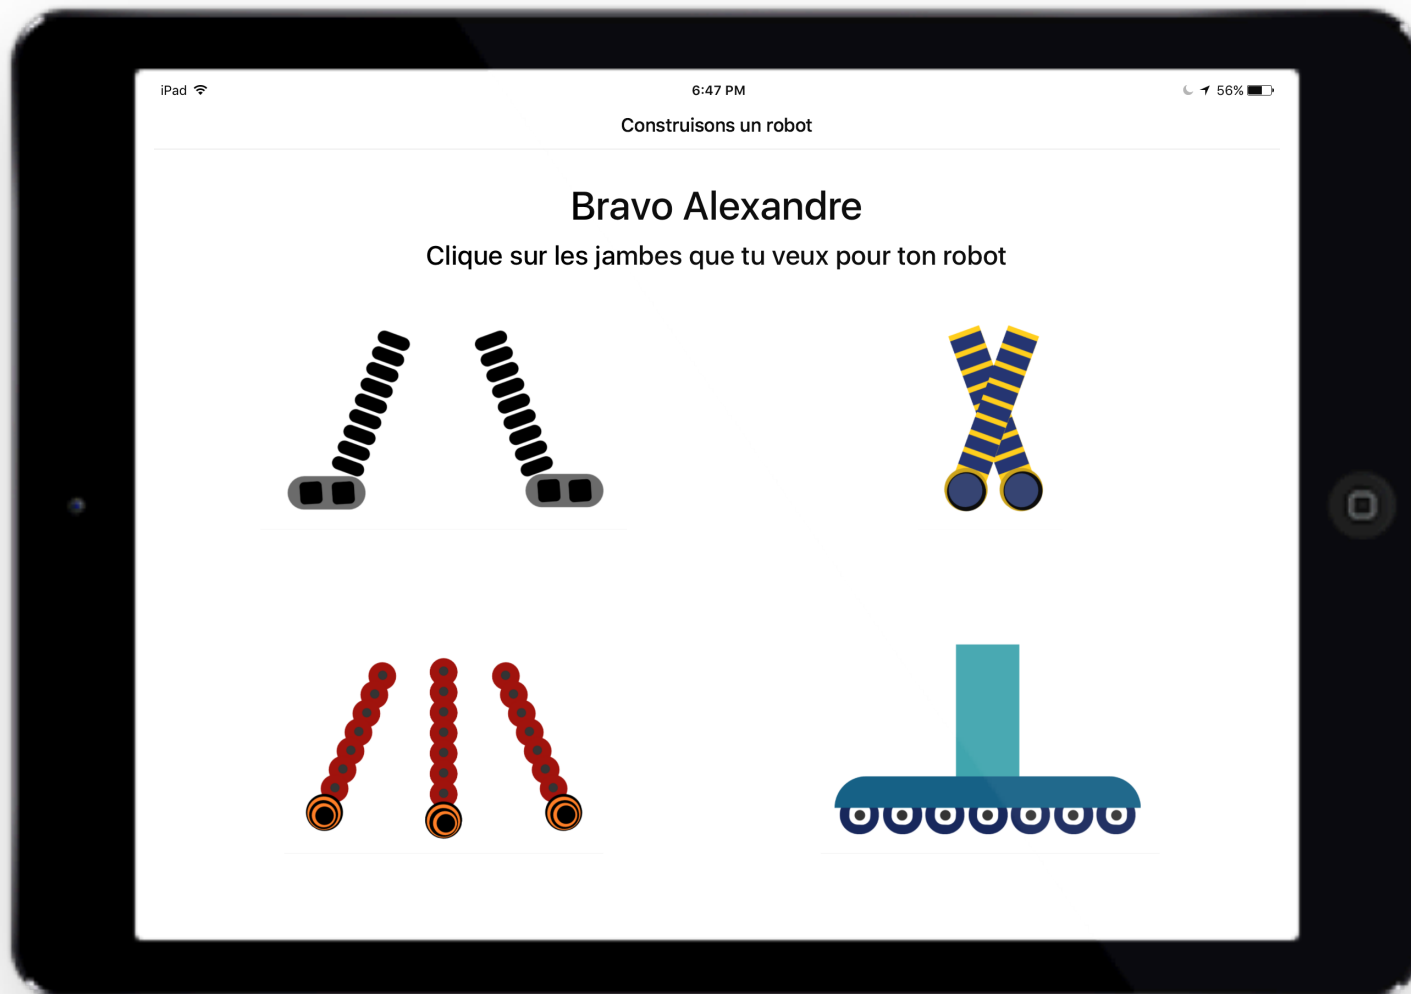 iPad
6:47 PM
56%
Construisons un robot
Bravo Alexandre
Clique sur les jambes que tu veux pour ton robot